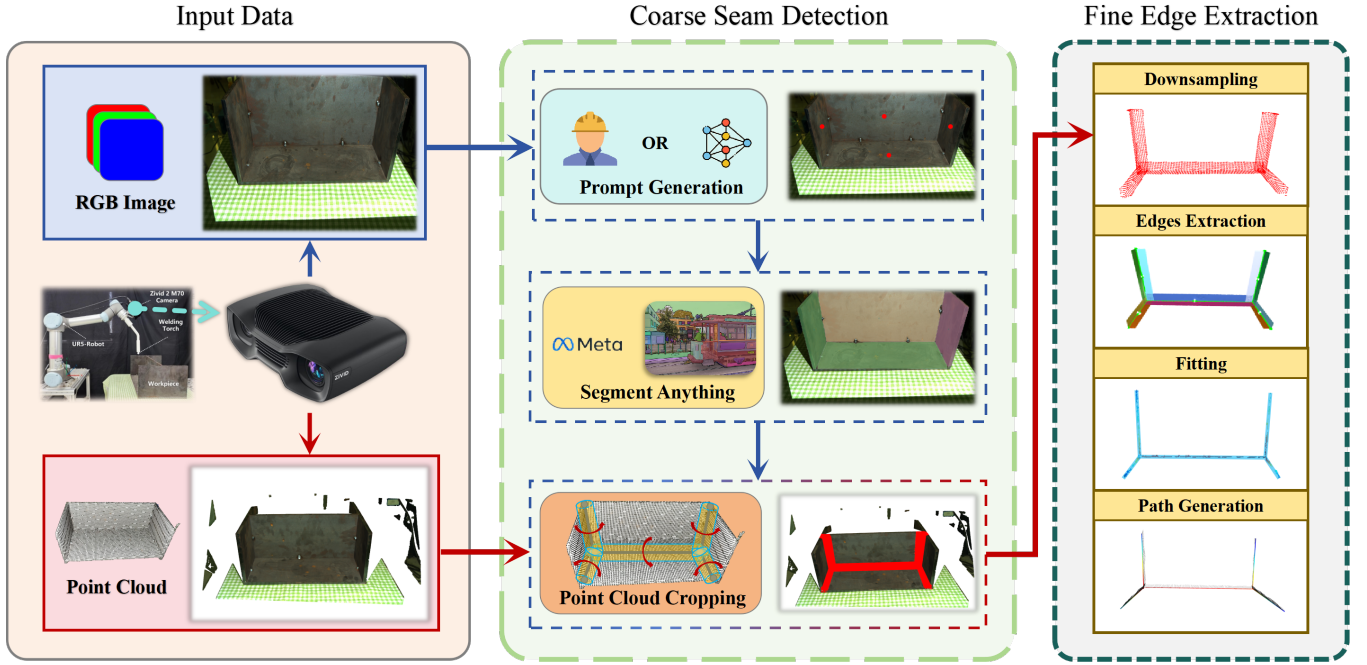 Input Data
Coarse Seam Detection
Fine Edge Extraction
RGB Image
OR
Prompt Generation
Downsampling
Edges Extraction
Zivid 2 M70
Camera
Welding
Torch
UR5-Robot
Workpiece
ZIVID
Meta
Segment Anything
Fitting
Point Cloud
Point Cloud Cropping
Path Generation